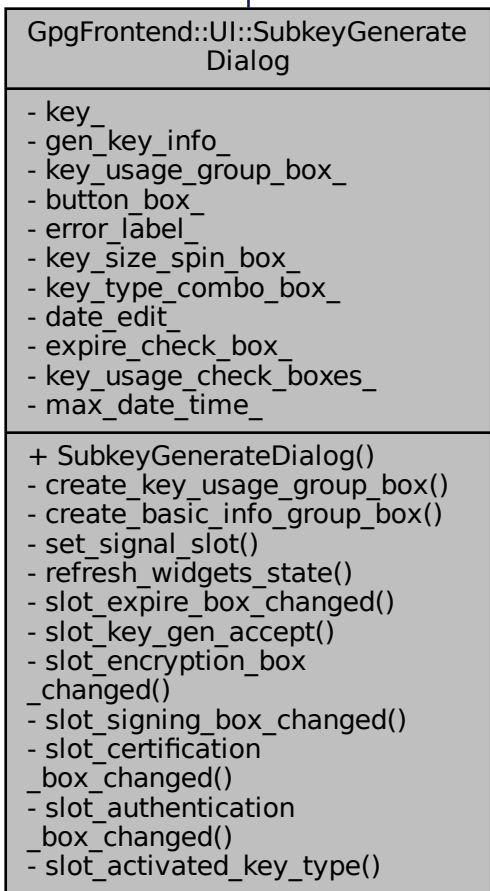 GpgFrontend::UI::SubkeyGenerate
Dialog
- key_
- gen_key_info_
- key_usage_group_box_
- button_box_
- error_label_
- key_size_spin_box_
- key_type_combo_box_
- date_edit_
- expire_check_box_
- key_usage_check_boxes_
- max_date_time_
+ SubkeyGenerateDialog()
- create_key_usage_group_box()
- create_basic_info_group_box()
- set_signal_slot()
- refresh_widgets_state()
- slot_expire_box_changed()
- slot_key_gen_accept()
- slot_encryption_box
_changed()
- slot_signing_box_changed()
- slot_certification
_box_changed()
- slot_authentication
_box_changed()
- slot_activated_key_type()